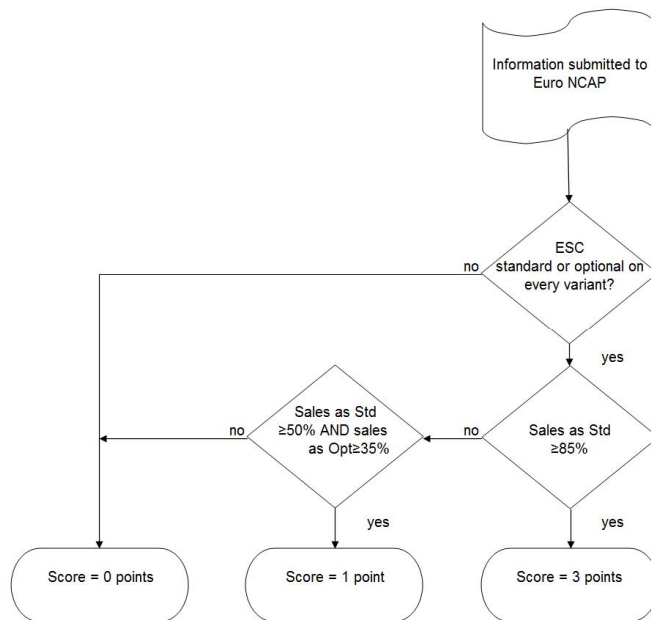 Information submitted to
Euro NCAP
ESC
standard or optional on
every variant?
no
yes
Sales as Std
≥50% AND sales
as Opt≥35%
no
Sales as Std
≥85%
no
yes
yes
Score = 0 points
Score = 1 point
Score = 3 points